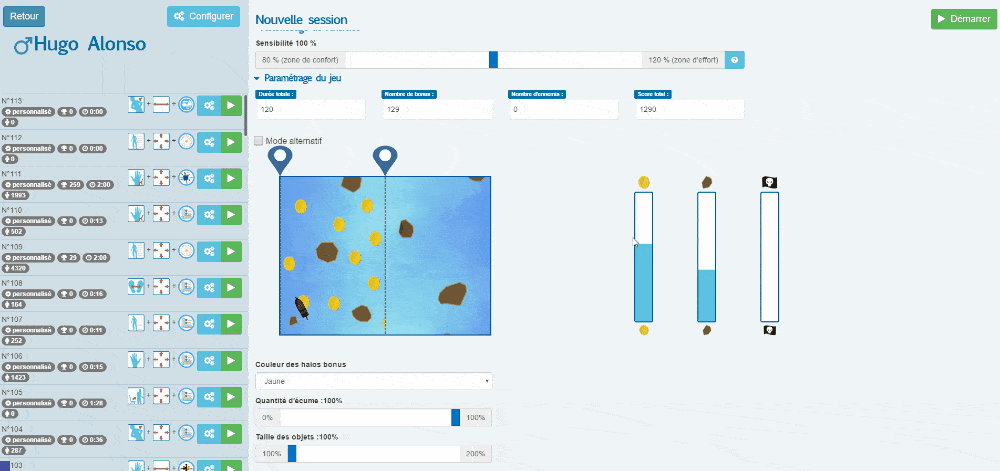 Retour
Configurer
Hugo Alonso
N°113
personnalisé 0 0:00
0
N°112
personnalisé 0 0:00
0
N°111
personnalisé 259 2:00
1993
N°110
personnalisé 0 0:13
502
N°109
personnalisé 29 2:00
4320
N°108
personnalisé 0 0:16
164
N°107
personnalisé 0 0:11
252
N°106
personnalisé 0 0:15
1423
N°105
personnalisé 0 1:28
0
N°104
personnalisé 0 0:36
287
103
Nouvelle session
Démarrer
Sensibilité 100 %
80 % (zone de confort)
120 % (zone d'effort)
Paramétrage du jeu
Durée totale :
Nombre de bonus :
Nombre d'ennemis :
Score total :
120
129
0
1290
Mode alternatif
Couleur des halos bonus
Jaune
Quantité d'écume :100%
0%
100%
Taille des objets :100%
100%
200%